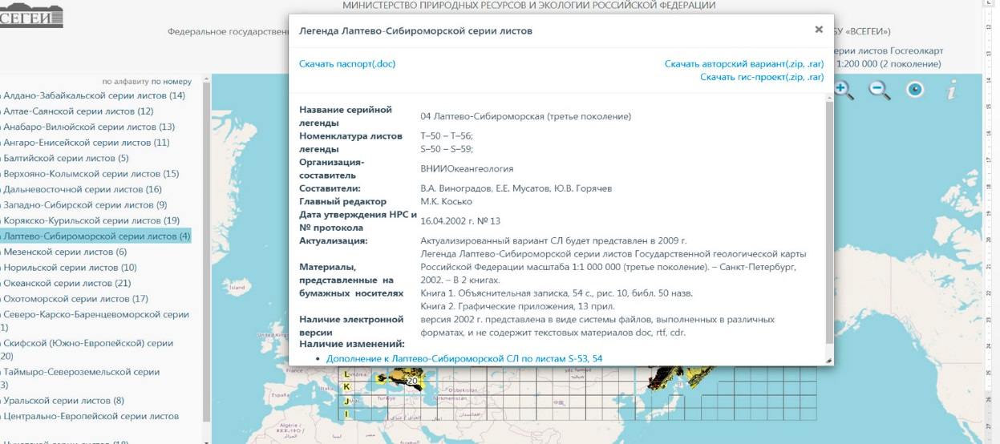 СЕГЕИ
МИНИСТЕРСТВО ПРИРОДНЫХ РЕСУРСОВ И ЭКОЛОГИИ РОССИЙСКОЙ ФЕДЕРАЦИИ
Федеральное государствен
БУ «ВСЕГЕИ»)
ерии листов Госгеолкарт
1:200 000 (2 поколение)
по алфавиту по номеру
Алдано-Забайкальской серии листов (14)
Алтае-Саянской серии листов (12)
Анабаро-Вилюйской серии листов (13)
Ангаро-Енисейской серии листов (11)
Балтийской серии листов (5)
Верхояно-Колымской серии листов (15)
Дальневосточной серии листов (16)
Западно-Сибирской серии листов (9)
Корякско-Курильской серии листов (19)
Лаптево-Сибироморской серии листов (4)
Мезенской серии листов (6)
Норильской серии листов (10)
Океанской серии листов (21)
Охотоморской серии листов (17)
Северо-Карско-Баренцевоморской серии
(1)
Скифской (Южно-Европейской) серии
(20)
Таймыро-Североземельской серии
(3)
Уральской серии листов (8)
Центрально-Европейской серии листов
Легенда Лаптево-Сибироморской серии листов
×
Скачать паспорт(.doc)
Скачать авторский вариант(.zip, .rar)
Скачать гис-проект(.zip, .rar)
Название серийной
легенды
04 Лаптево-Сибироморская (третье поколение)
Номенклатура листов
легенды
T–50 – T–56;
S–50 – S–59;
Организация-
составитель
ВНИИОкеангеология
Составители:
В.А. Виноградов, Е.Е. Мусатов, Ю.В. Горячев
Главный редактор
М.К. Косько
Дата утверждения НРС и
№ протокола
16.04.2002 г. № 13
Актуализация:
Актуализированный вариант СЛ будет представлен в 2009 г.
Материалы,
представленные на
бумажных носителях
Легенда Лаптево-Сибироморской серии листов Государственной геологической карты
Российской Федерации масштаба 1:1 000 000 (третье поколение). – Санкт-Петербург,
2002. – В 2 книгах.
Книга 1. Объяснительная записка, 54 с., рис. 10, библ. 50 назв.
Книга 2. Графические приложения, 13 прил.
Наличие электронной
версии
версия 2002 г. представлена в виде системы файлов, выполненных в различных
форматах, и не содержит текстовых материалов doc, rtf, cdr.
Наличие изменений:
• Дополнение к Лаптево-Сибироморской СЛ по листам S-53, 54
Ísland
France
España
Algérie /
Türkiye
Türkmenistan
中国
L
K
J
I
20